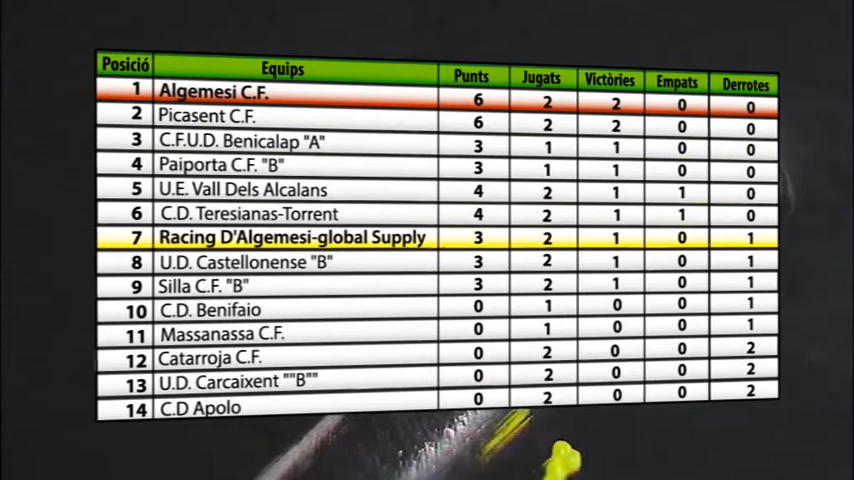 Posició Equips Punts Jugats Victòries Empats Derrotes
1 Algemesi C.F. 6 2 2 0 0
2 Picasent C.F. 6 2 2 0 0
3 C.F.U.D. Benicalap "A" 3 1 1 0 0
4 Paiporta C.F. "B" 3 1 1 0 0
5 U.E. Vall Dels Alcalans 4 2 1 1 0
6 C.D. Teresianas-Torrent 4 2 1 1 0
7 Racing D'Algemesi-global Supply 3 2 1 0 1
8 U.D. Castellonense "B" 3 2 1 0 1
9 Silla C.F. "B" 3 2 1 0 1
10 C.D. Benifaio 0 1 0 0 1
11 Massanassa C.F. 0 1 0 0 1
12 Catarroja C.F. 0 2 0 0 2
13 U.D. Carcaixent ""B"" 0 2 0 0 2
14 C.D Apolo 0 2 0 0 2